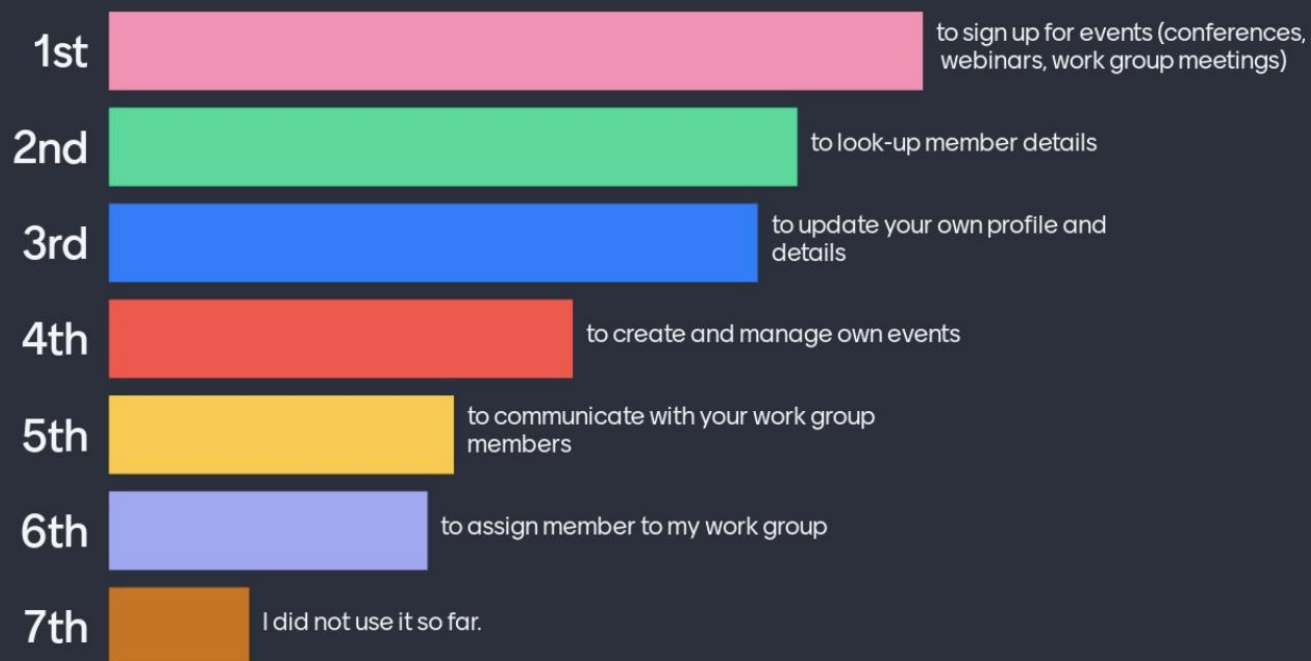 1st
to sign up for events (conferences,
webinars, work group meetings)
2nd
to look-up member details
3rd
to update your own profile and
details
4th
to create and manage own events
5th
to communicate with your work group
members
6th
to assign member to my work group
7th
I did not use it so far.